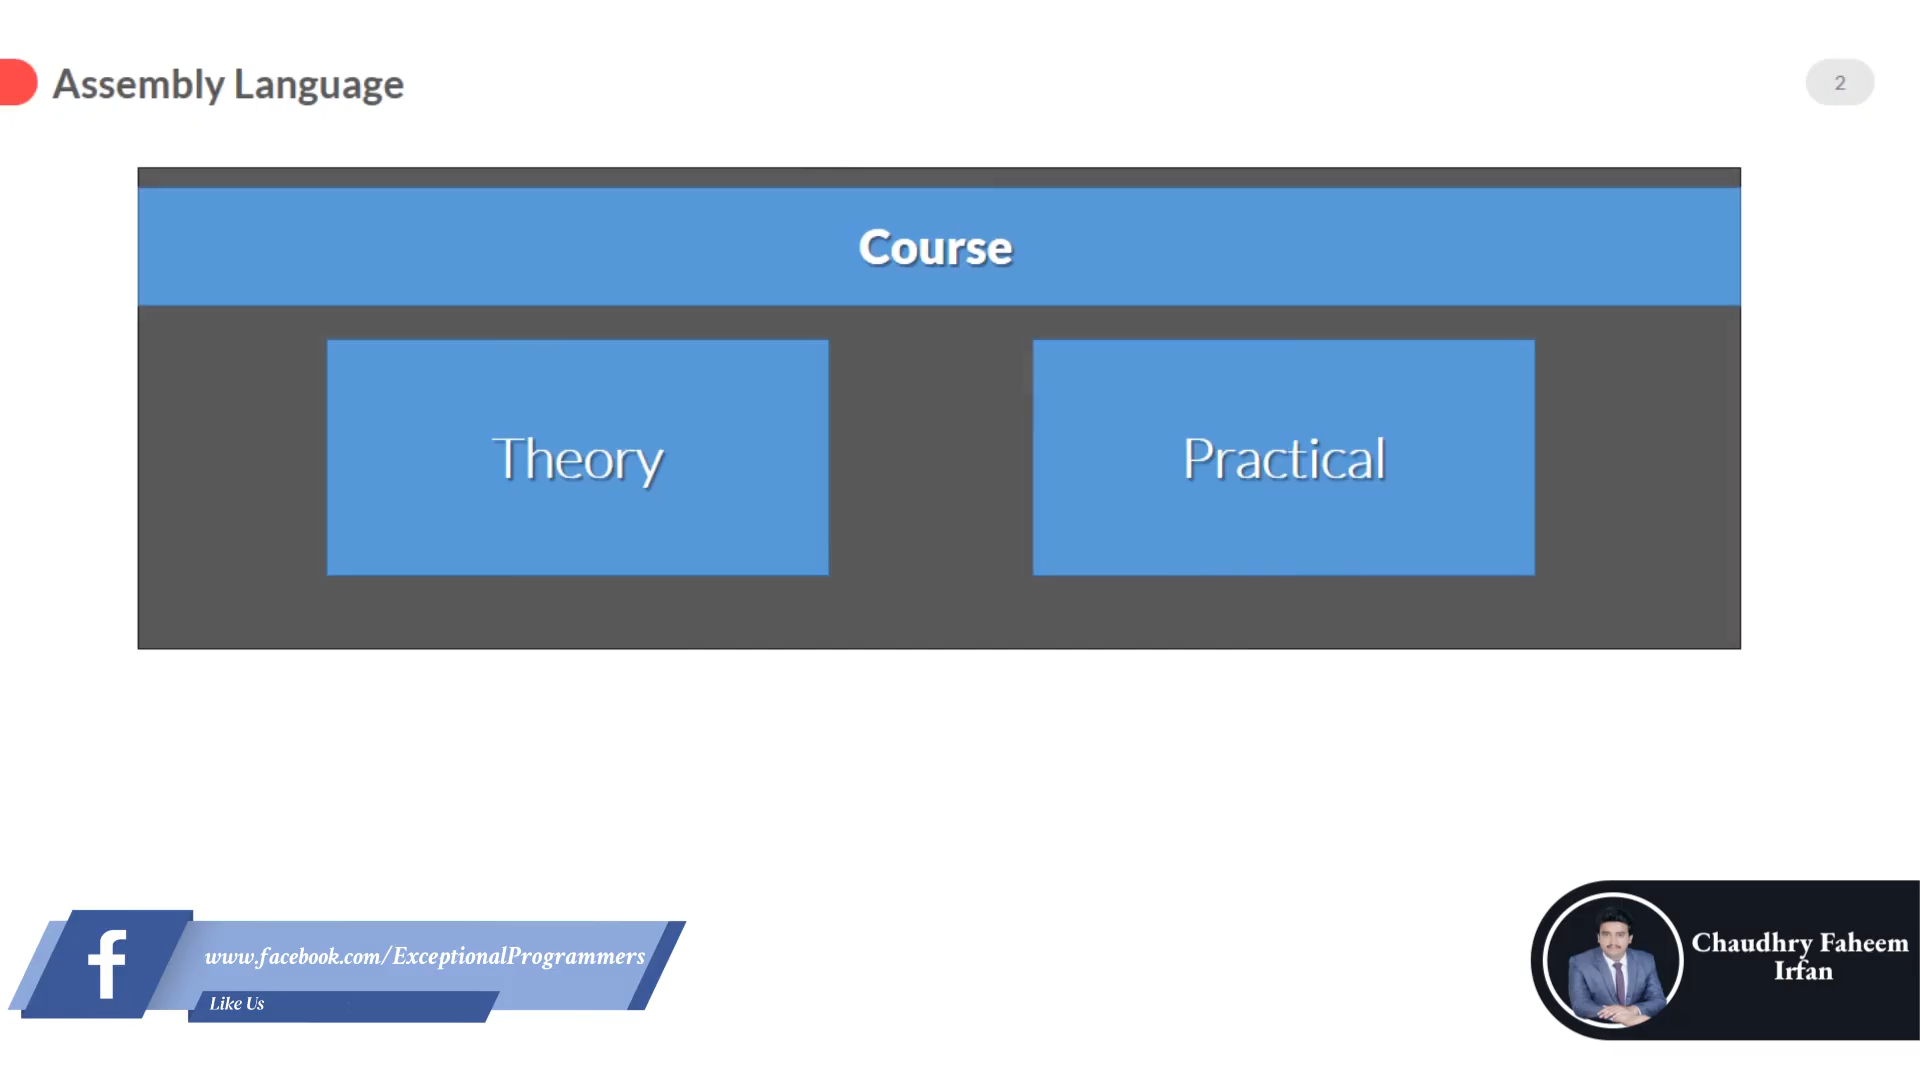 Assembly Language
2
Course
Theory
Practical
f
www.facebook.com/ExceptionalProgrammers
Like Us
Chaudhry Faheem
Irfan